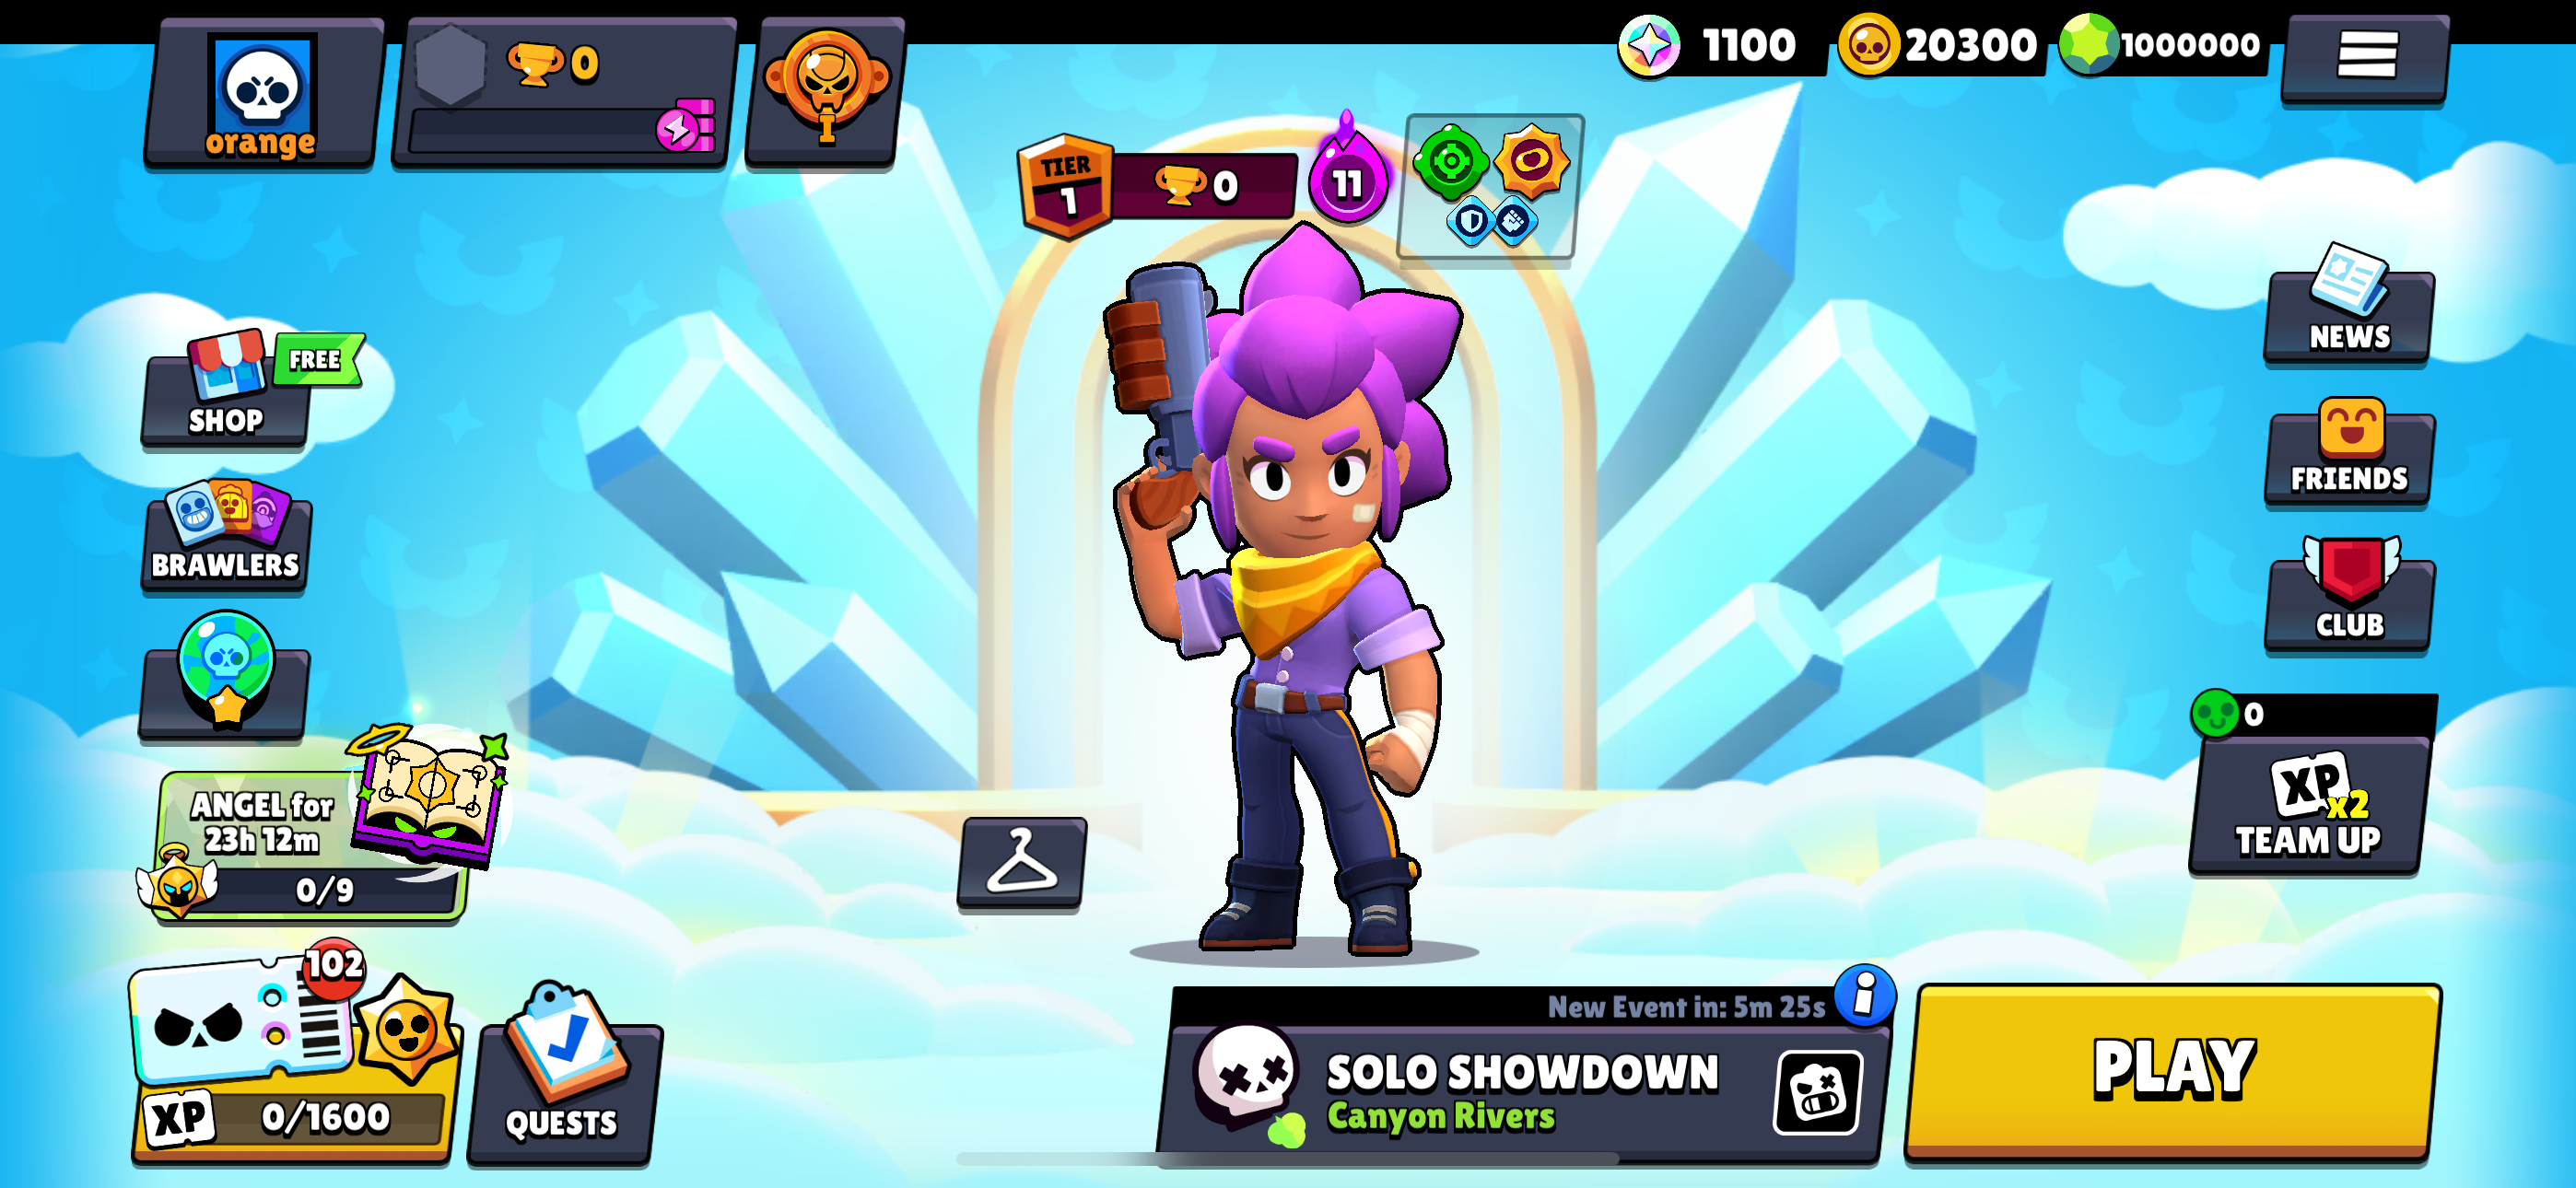 orange
0
I
1100
20300
1000000
TIER
1
0
11
FREE
SHOP
BRAWLERS
NEWS
FRIENDS
CLUB
0
XP
x2
TEAM UP
ANGEL for
23h 12m
0/9
102
XP
0/1600
QUESTS
New Event in: 5m 25s
i
SOLO SHOWDOWN
Canyon Rivers
PLAY